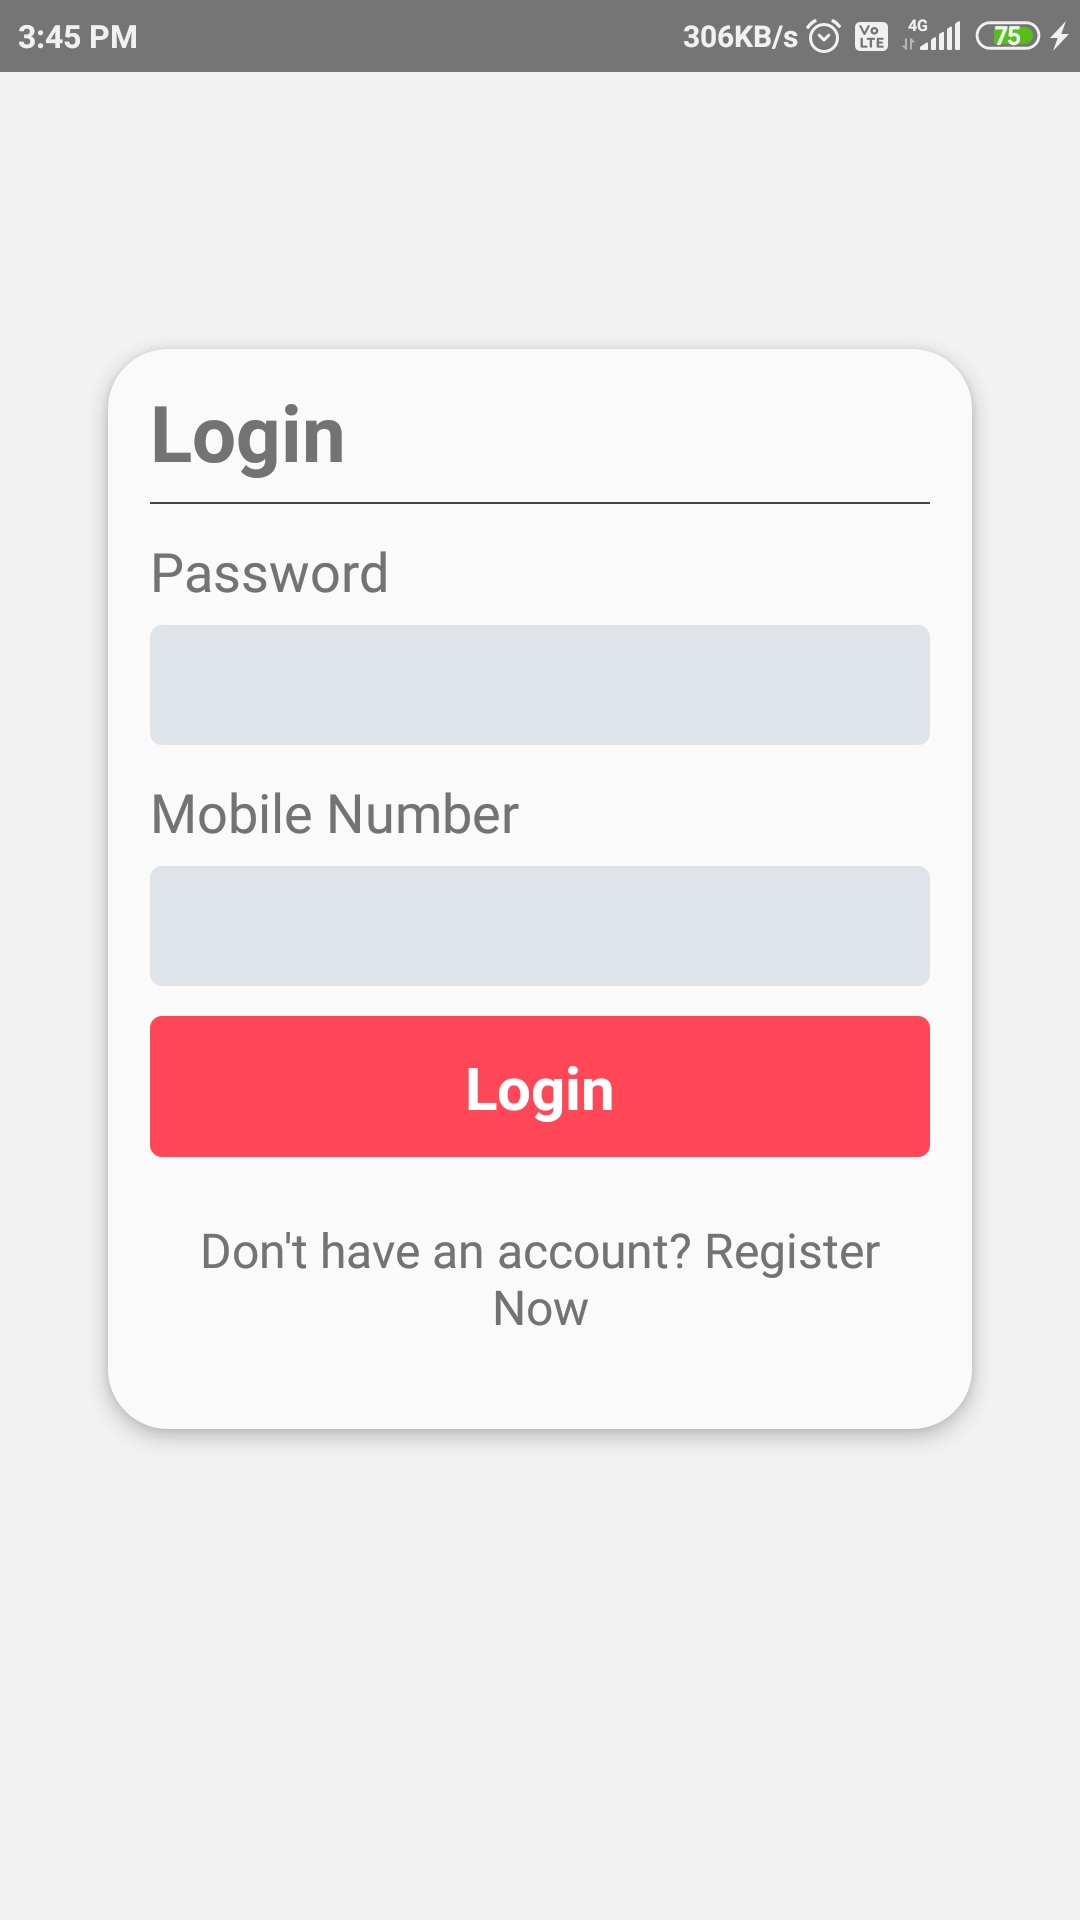 3:45 PM 306KB/s Vo LTE 4G 75
Login
Password
Mobile Number
Login
Don't have an account? Register
Now